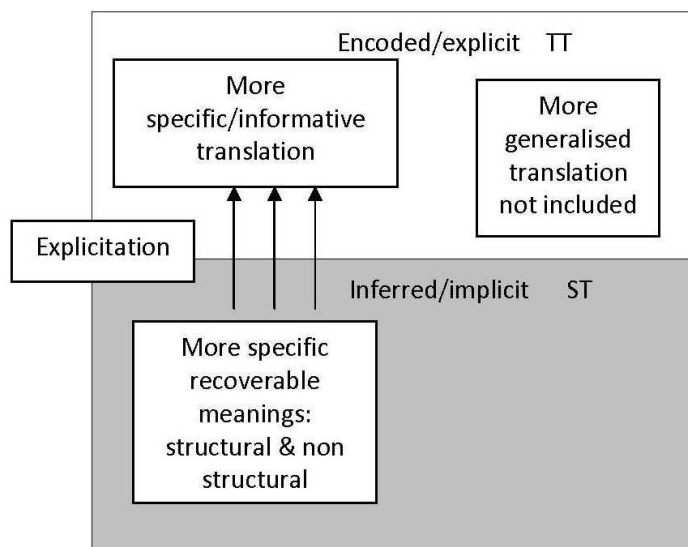 Encoded/explicit TT
More
specific/informative
translation
More
generalised
translation
not included
Explicitation
Inferred/implicit ST
More specific
recoverable
meanings:
structural & non
structural